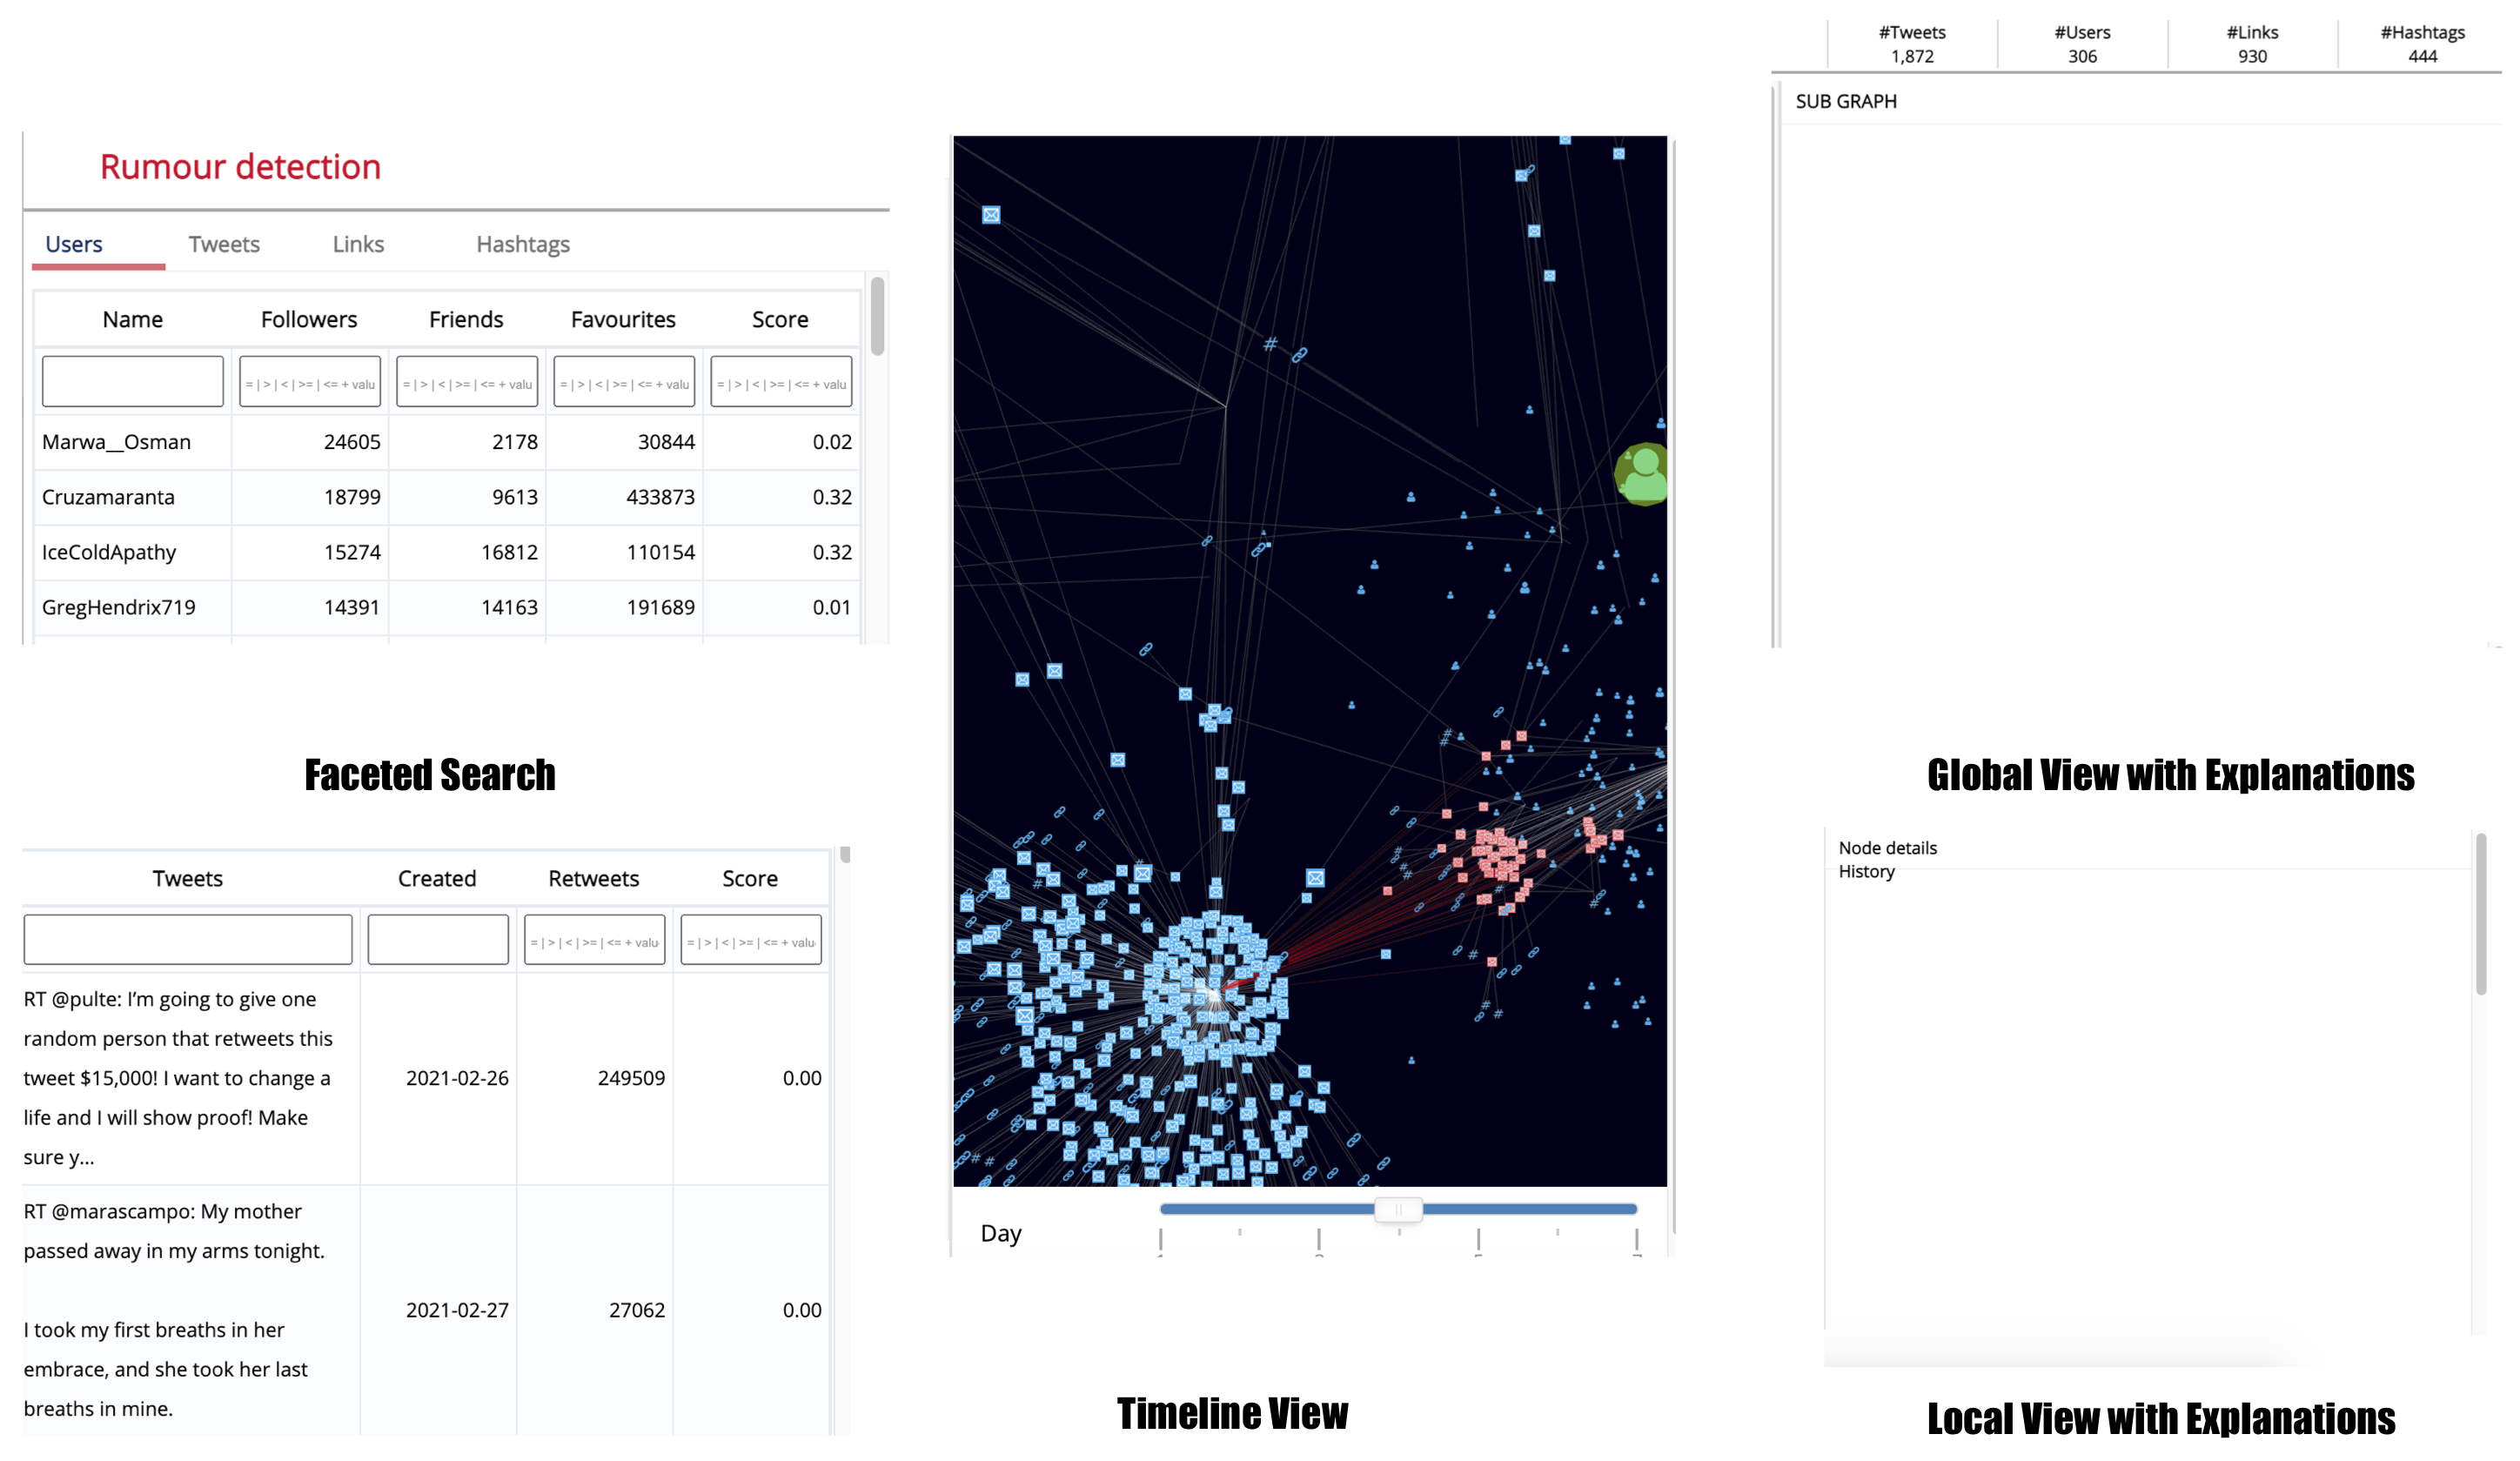 Rumour detection
Users Tweets Links Hashtags
Name Followers Friends Favourites Score
= | > | < | >= | <= + valu = | > | < | >= | <= + valu = | > | < | >= | <= + valu = | > | < | >= | <= + valu
Marwa__Osman 24605 2178 30844 0.02
Cruzamaranta 18799 9613 433873 0.32
IceColdApathy 15274 16812 110154 0.32
GregHendrix719 14391 14163 191689 0.01
Faceted Search
Tweets Created Retweets Score
= | > | < | >= | <= + valu = | > | < | >= | <= + valu
RT @pulte: I'm going to give one
random person that retweets this
tweet $15,000! I want to change a
life and I will show proof! Make
sure y...
2021-02-26 249509 0.00
RT @marascampo: My mother
passed away in my arms tonight.
I took my first breaths in her
embrace, and she took her last
breaths in mine.
2021-02-27 27062 0.00
Day
Timeline View
#Tweets #Users #Links #Hashtags
1,872 306 930 444
SUB GRAPH
Global View with Explanations
Node details
History
Local View with Explanations